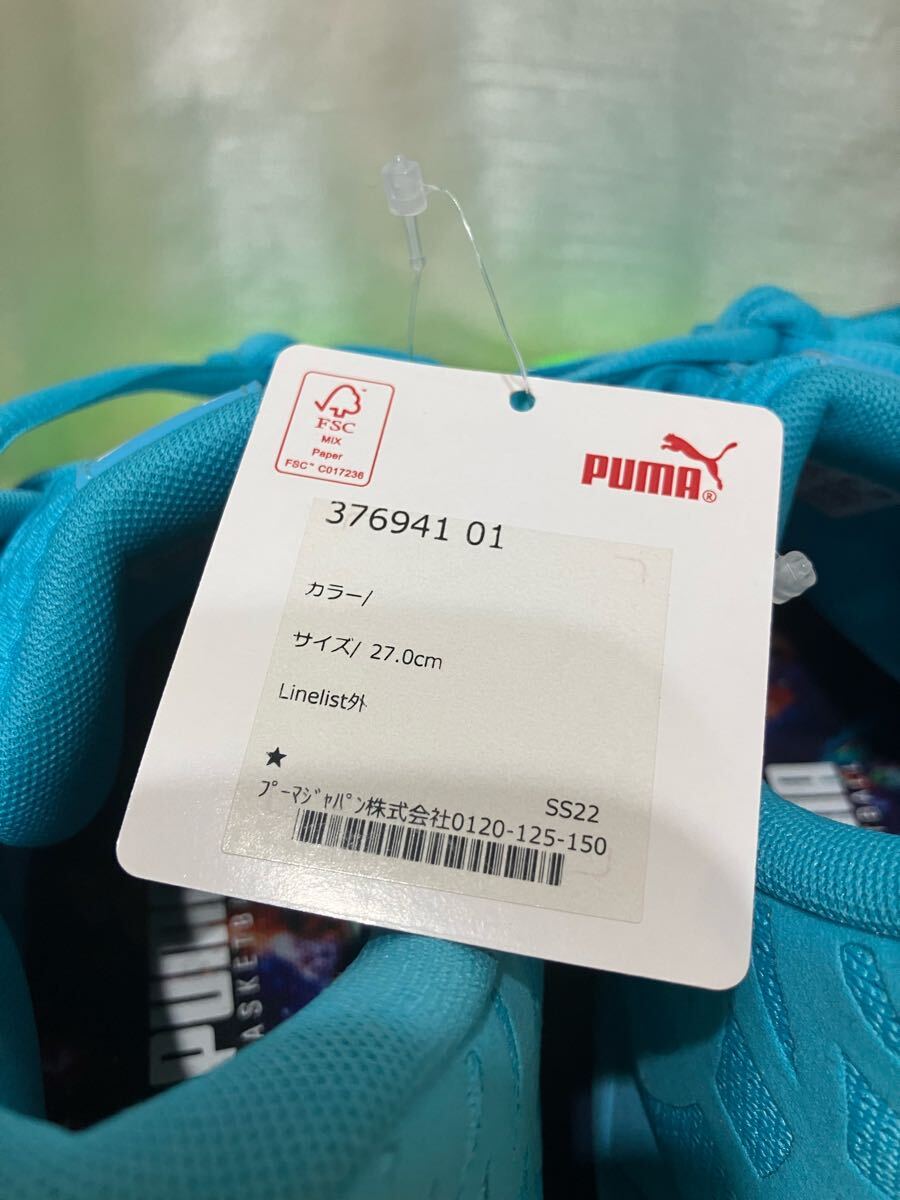 FSC
MIX
Paper
FSC™ C017236
PUMA®
376941 01
カラー/
サイズ/ 27.0cm
Linelist外
★
SS22
プーマジャパン株式会社0120-125-150
PUM
ASKETB